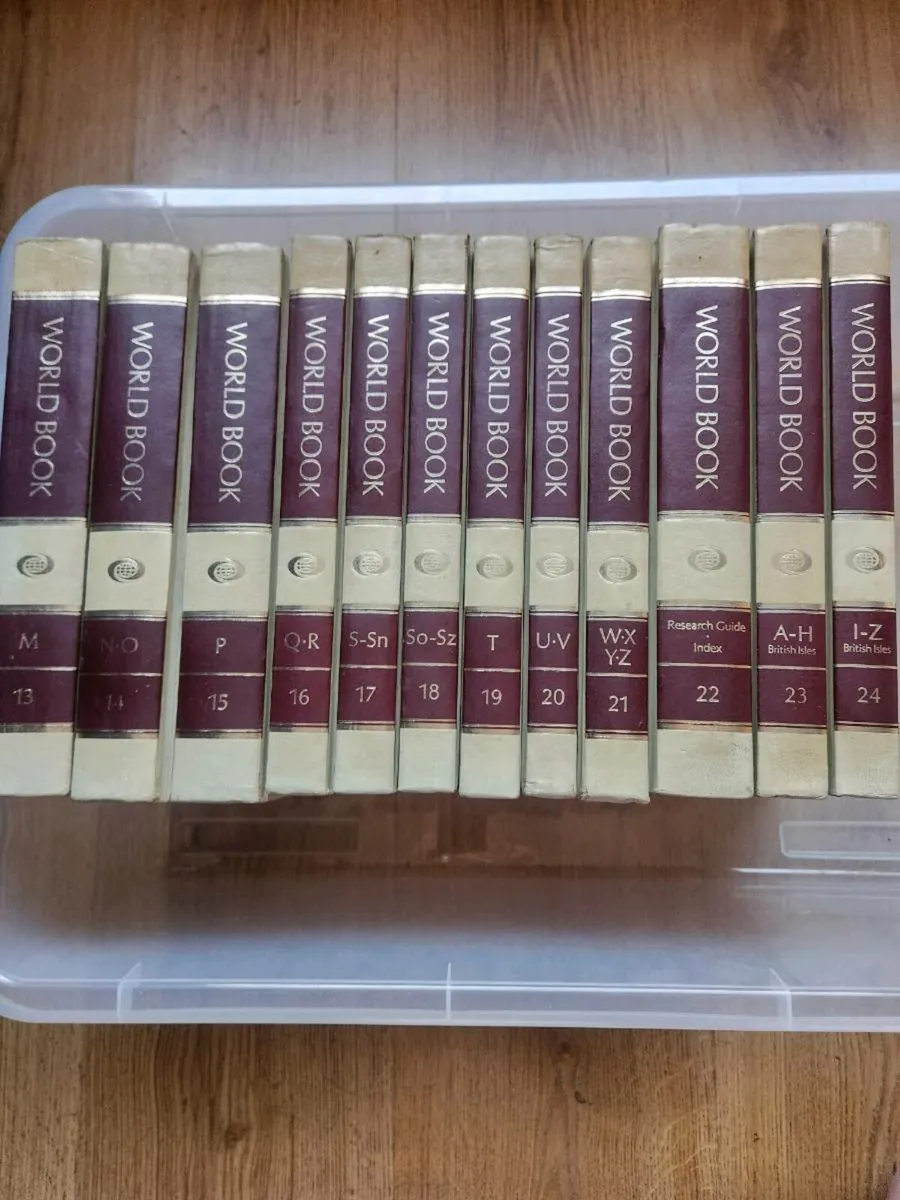 WORLD BOOK
M
13
WORLD BOOK
N·O
14
WORLD BOOK
P
15
WORLD BOOK
Q·R
16
WORLD BOOK
S-Sn
17
WORLD BOOK
So-Sz
18
WORLD BOOK
T
19
WORLD BOOK
U·V
20
WORLD BOOK
W·X
Y·Z
21
WORLD BOOK
Research Guide
·
Index
22
WORLD BOOK
A-H
British Isles
23
WORLD BOOK
I-Z
British Isles
24